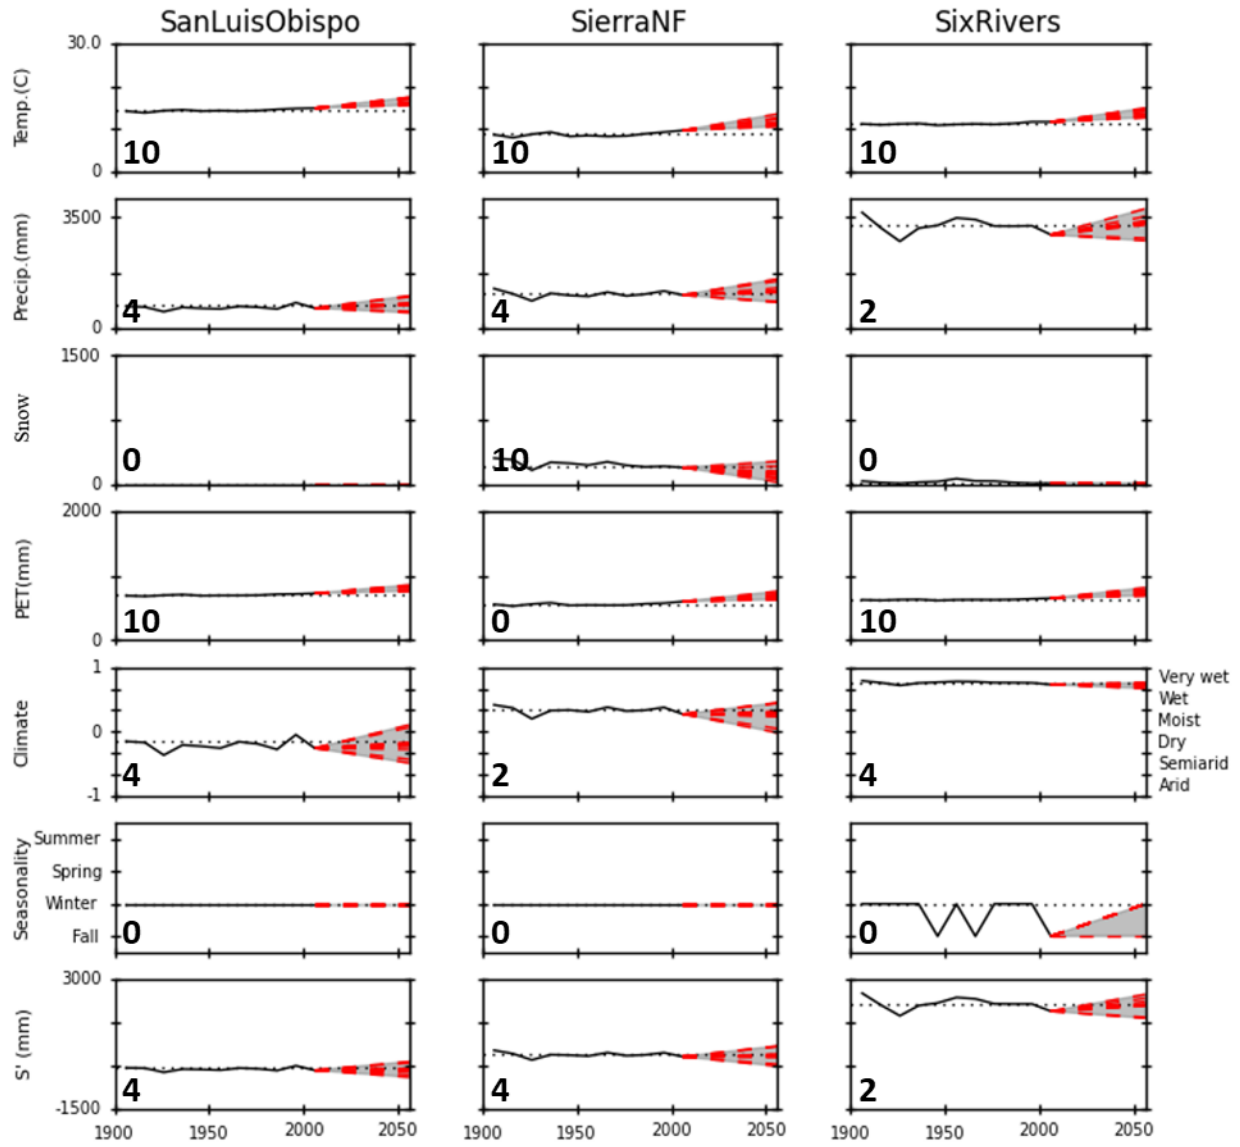 SanLuisObispo SierraNF SixRivers
30.0
Temp.(C)
10 10 10
0
3500
Precip.(mm)
4 4 2
0
1500
Snow
0 10 0
0
2000
PET(mm)
10 0 10
0
1
Very wet
Wet
0
Moist
Climate
Dry
4 2 4
Semiarid
Arid
-1
Summer
Seasonality
Spring
Winter
Fall
0 0 0
3000
S' (mm)
4 4 2
-1500
1900 1950 2000 2050 1900 1950 2000 2050 1900 1950 2000 2050